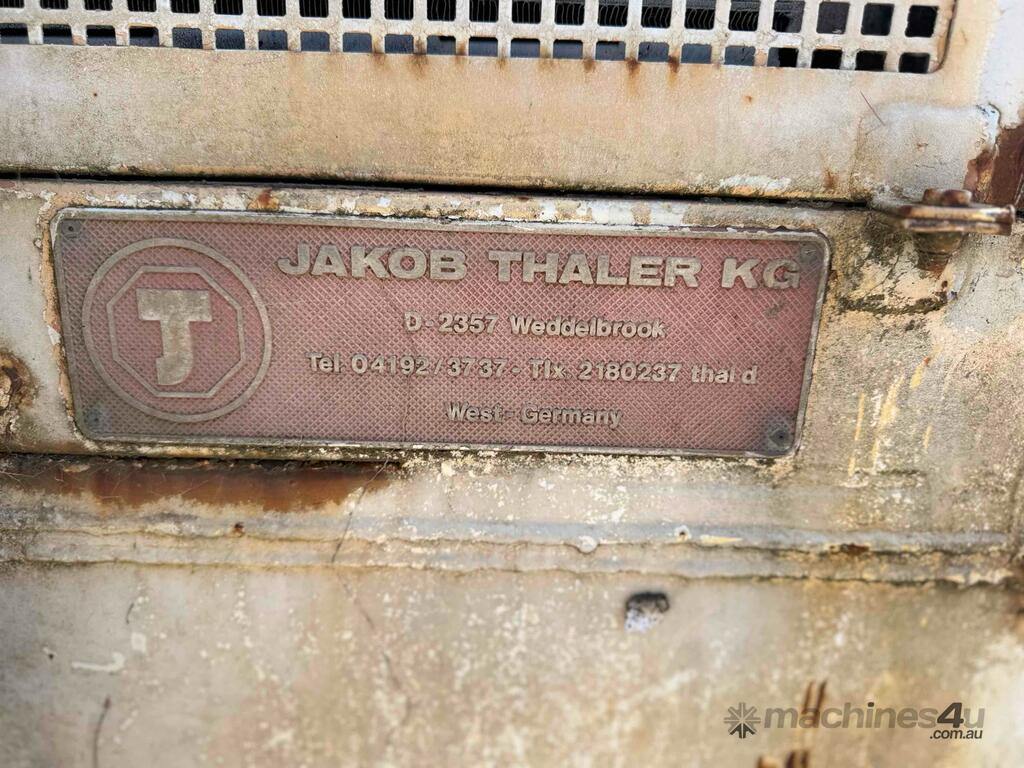 T
JAKOB THALER KG
D-2357 Weddelbrook
Tel 04192/3737 - Tlx 2180237 thal d
West-Germany
machines4u
.com.au